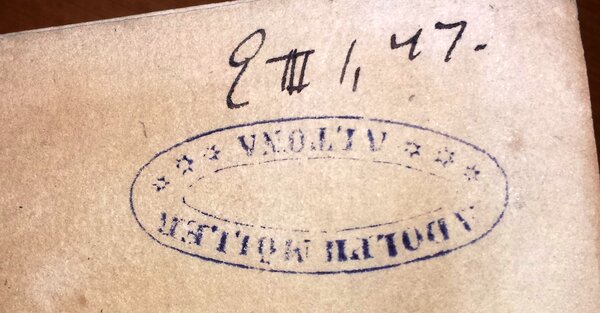 E III 1, 47.
ADOLPH MÖLLER
* * * ALTONA * * *